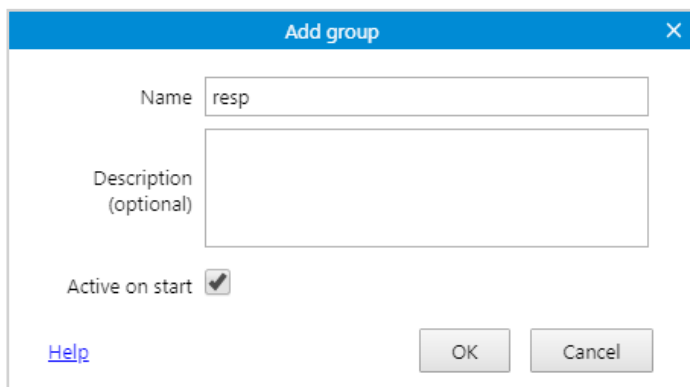 Add group
Name resp
Description
(optional)
Active on start
Help OK Cancel